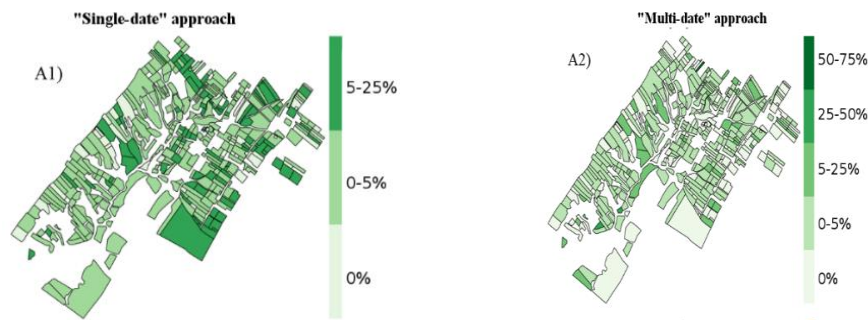 "Single-date" approach
A1)
5-25%
0-5%
0%
"Multi-date" approach
A2)
50-75%
25-50%
5-25%
0-5%
0%